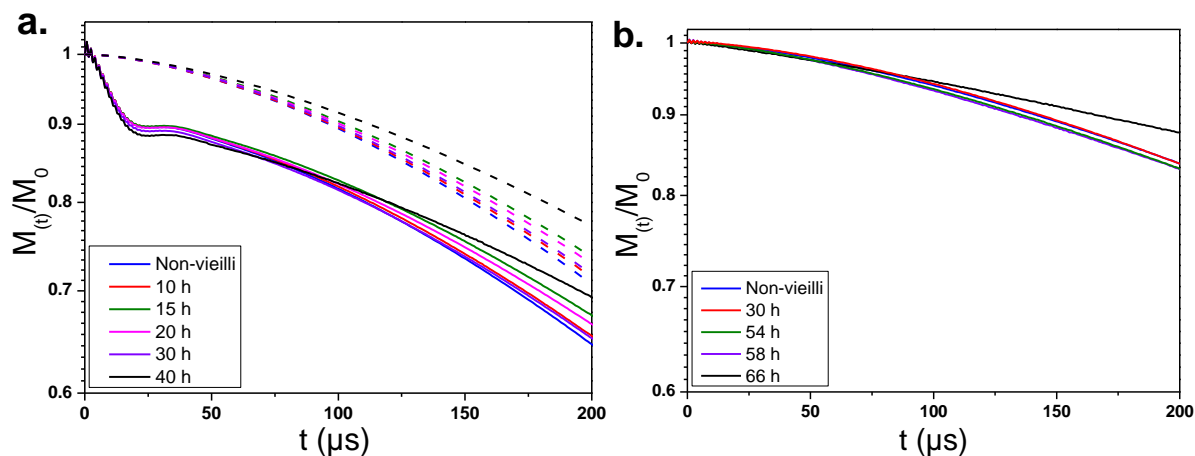 a.
1
0.9
0.8
0.7
0.6
M(t)/M0
Non-vieilli
10 h
15 h
20 h
30 h
40 h
0 50 100 150 200
t (µs)
b.
1
0.9
0.8
0.7
0.6
M(t)/M0
Non-vieilli
30 h
54 h
58 h
66 h
0 50 100 150 200
t (µs)